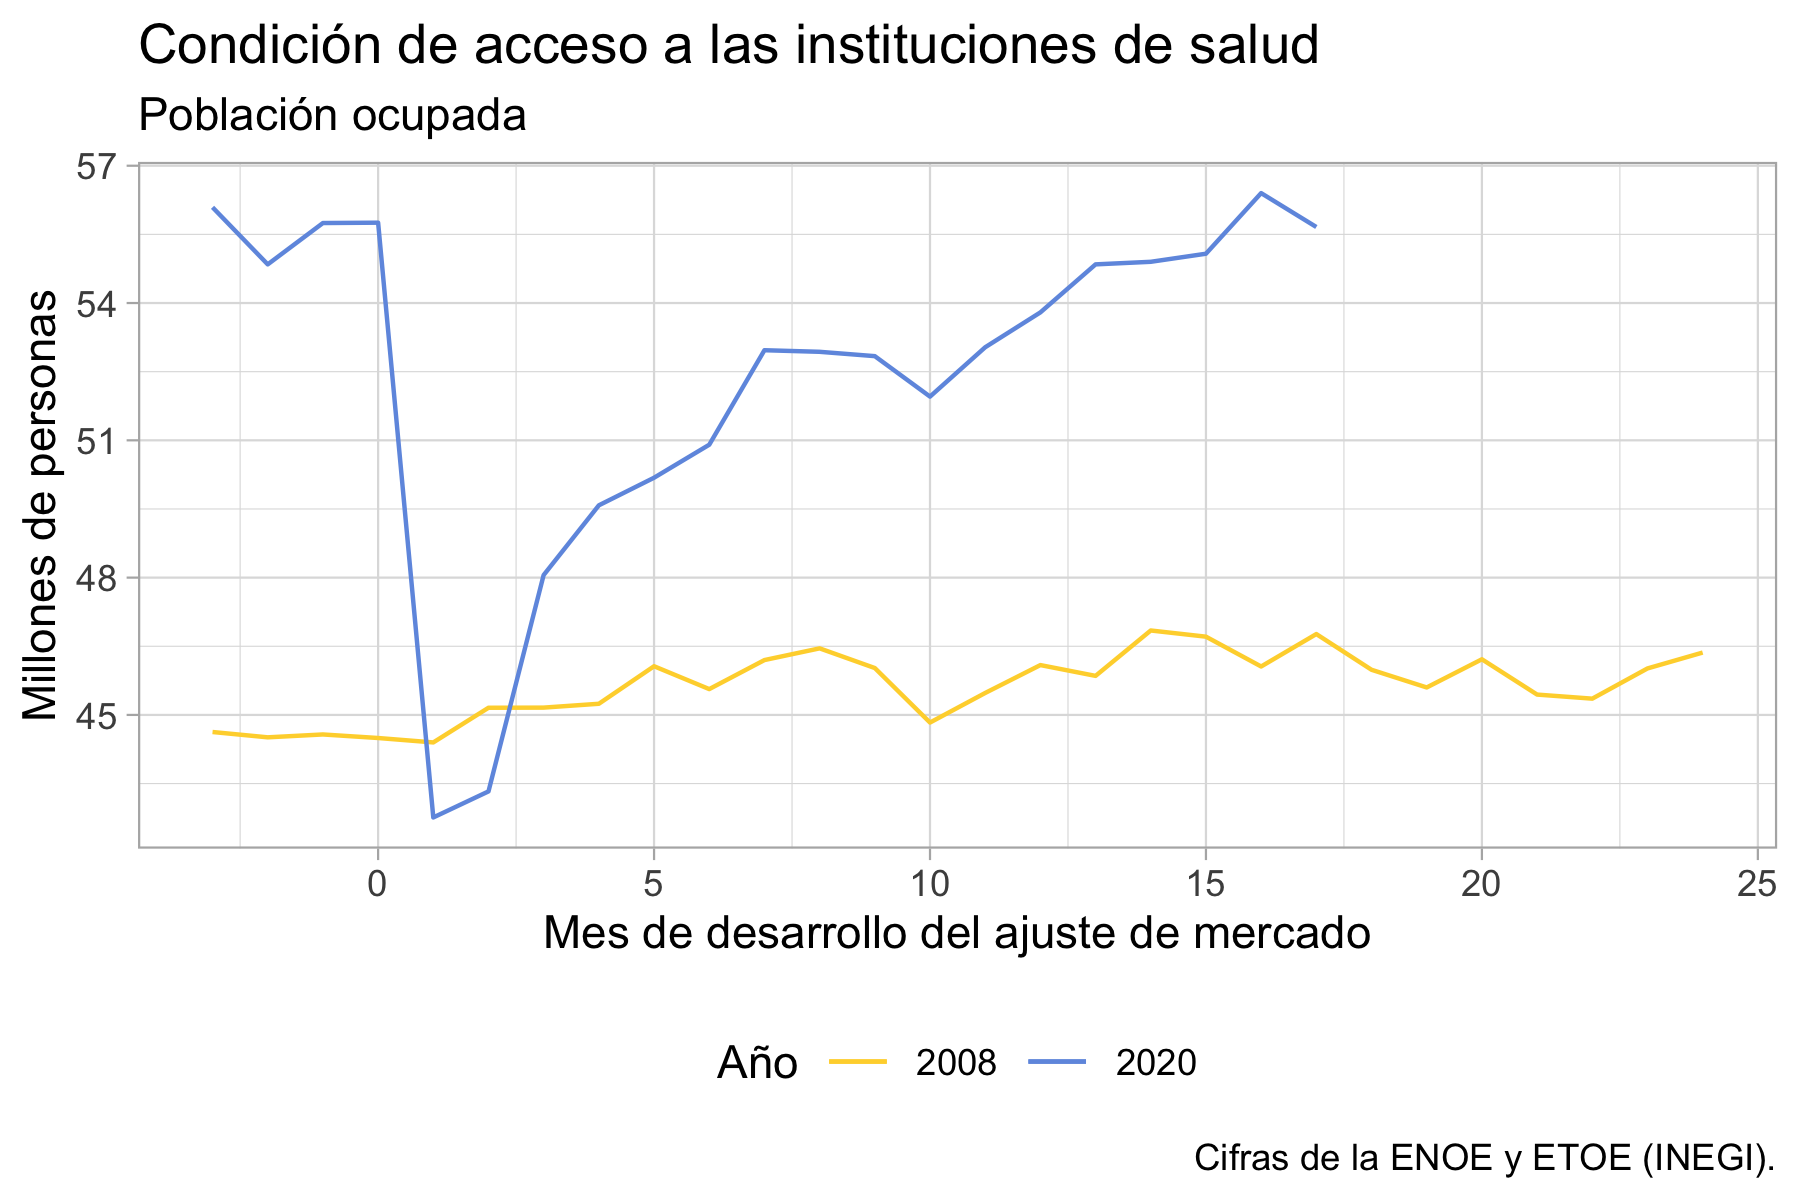 Condición de acceso a las instituciones de salud
Población ocupada
57
54
51
48
45
Millones de personas
0 5 10 15 20 25
Mes de desarrollo del ajuste de mercado
Año 2008 2020
Cifras de la ENOE y ETOE (INEGI).